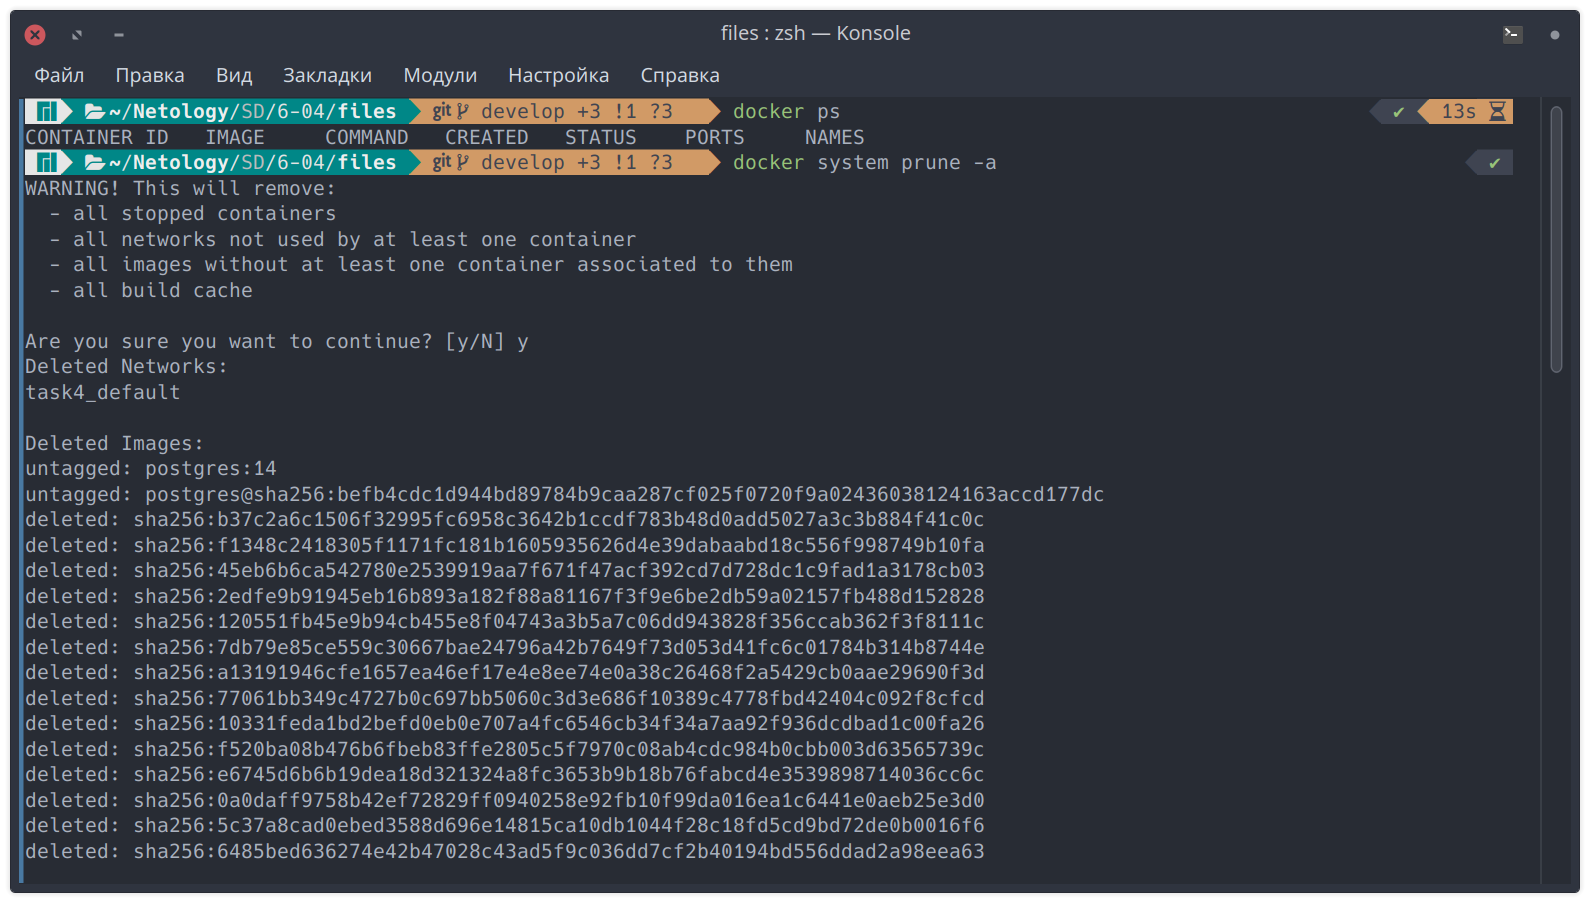 files : zsh — Konsole
Файл Правка Вид Закладки Модули Настройка Справка
~/Netology/SD/6-04/files git develop +3 !1 ?3 docker ps ✔ 13s
CONTAINER ID IMAGE COMMAND CREATED STATUS PORTS NAMES
~/Netology/SD/6-04/files git develop +3 !1 ?3 docker system prune -a ✔
WARNING! This will remove:
- all stopped containers
- all networks not used by at least one container
- all images without at least one container associated to them
- all build cache
Are you sure you want to continue? [y/N] y
Deleted Networks:
task4_default
Deleted Images:
untagged: postgres:14
untagged: postgres@sha256:befb4cdc1d944bd89784b9caa287cf025f0720f9a02436038124163accd177dc
deleted: sha256:b37c2a6c1506f32995fc6958c3642b1ccdf783b48d0add5027a3c3b884f41c0c
deleted: sha256:f1348c2418305f1171fc181b1605935626d4e39dabaabd18c556f998749b10fa
deleted: sha256:45eb6b6ca542780e2539919aa7f671f47acf392cd7d728dc1c9fad1a3178cb03
deleted: sha256:2edfe9b91945eb16b893a182f88a81167f3f9e6be2db59a02157fb488d152828
deleted: sha256:120551fb45e9b94cb455e8f04743a3b5a7c06dd943828f356ccab362f3f8111c
deleted: sha256:7db79e85ce559c30667bae24796a42b7649f73d053d41fc6c01784b314b8744e
deleted: sha256:a13191946cfe1657ea46ef17e4e8ee74e0a38c26468f2a5429cb0aae29690f3d
deleted: sha256:77061bb349c4727b0c697bb5060c3d3e686f10389c4778fbd42404c092f8cfcd
deleted: sha256:10331feda1bd2befd0eb0e707a4fc6546cb34f34a7aa92f936dcdbad1c00fa26
deleted: sha256:f520ba08b476b6fbeb83ffe2805c5f7970c08ab4cdc984b0cbb003d63565739c
deleted: sha256:e6745d6b6b19dea18d321324a8fc3653b9b18b76fabcd4e3539898714036cc6c
deleted: sha256:0a0daff9758b42ef72829ff0940258e92fb10f99da016ea1c6441e0aeb25e3d0
deleted: sha256:5c37a8cad0ebed3588d696e14815ca10db1044f28c18fd5cd9bd72de0b0016f6
deleted: sha256:6485bed636274e42b47028c43ad5f9c036dd7cf2b40194bd556ddad2a98eea63